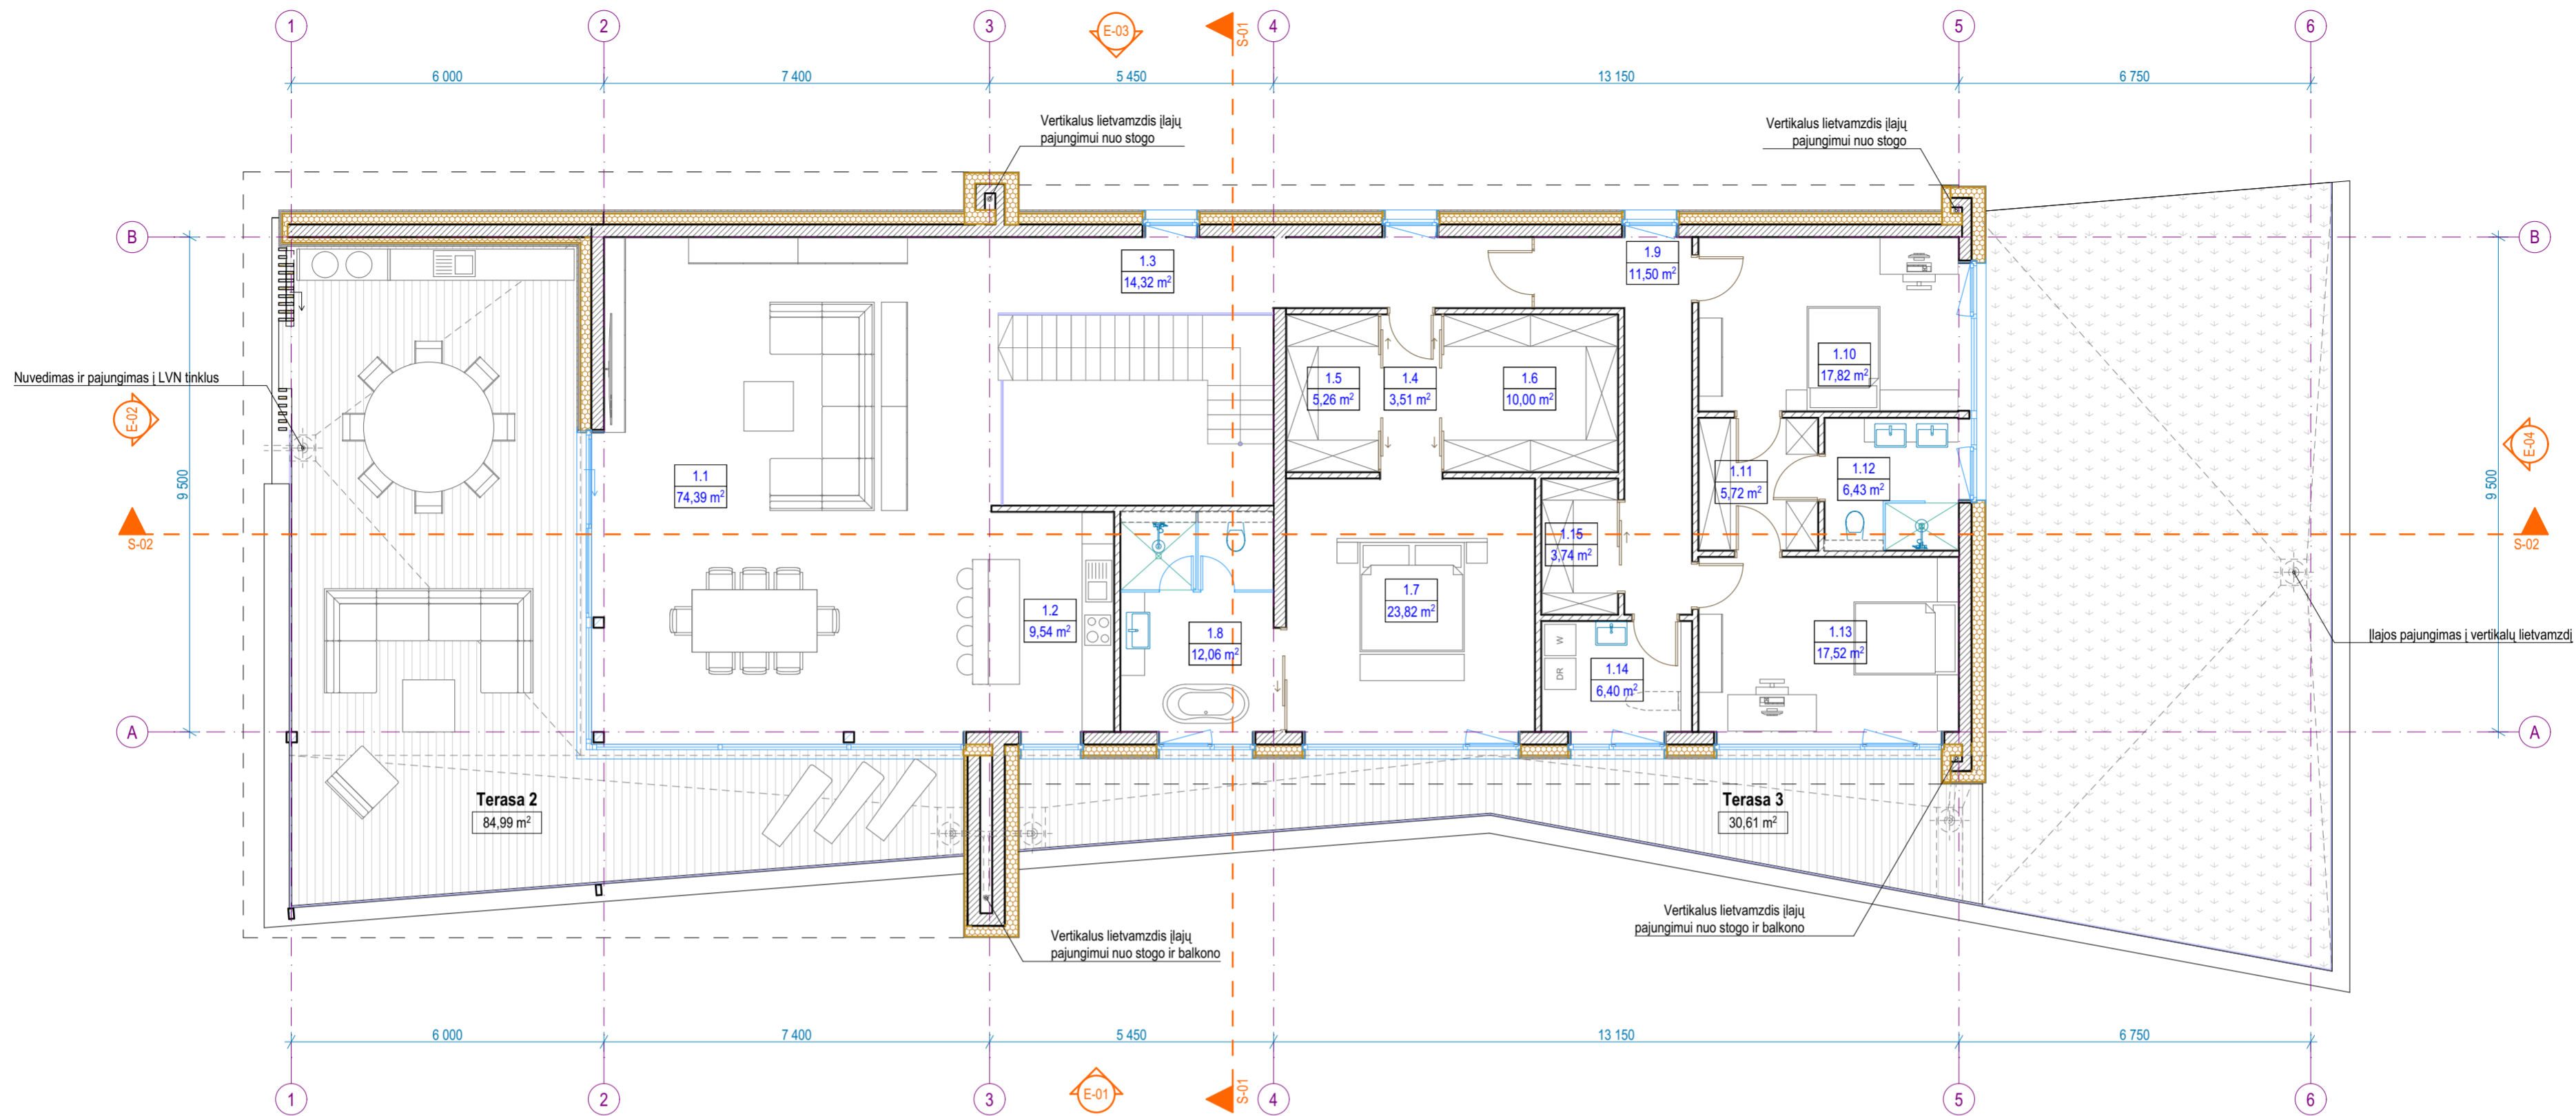 1
2
3
4
5
6
E-03
S-01
6 000
7 400
5 450
13 150
6 750
Vertikalus lietvamzdis įlajų
pajungimui nuo stogo
Vertikalus lietvamzdis įlajų
pajungimui nuo stogo
B
B
1.3
14,32 m²
1.9
11,50 m²
Nuvedimas ir pajungimas į LVN tinklus
E-02
1.5
5,26 m²
1.4
3,51 m²
1.6
10,00 m²
1.10
17,82 m²
E-04
9 500
1.1
74,39 m²
1.11
5,72 m²
1.12
6,43 m²
9 500
S-02
1.15
3,74 m²
S-02
1.2
9,54 m²
1.8
12,06 m²
1.7
23,82 m²
W
DR
1.14
6,40 m²
1.13
17,52 m²
Įlajos pajungimas į vertikalų lietvamzdį
A
A
Terasa 2
84,99 m²
Terasa 3
30,61 m²
Vertikalus lietvamzdis įlajų
pajungimui nuo stogo ir balkono
Vertikalus lietvamzdis įlajų
pajungimui nuo stogo ir balkono
6 000
7 400
5 450
13 150
6 750
E-01
S-01
1
2
3
4
5
6